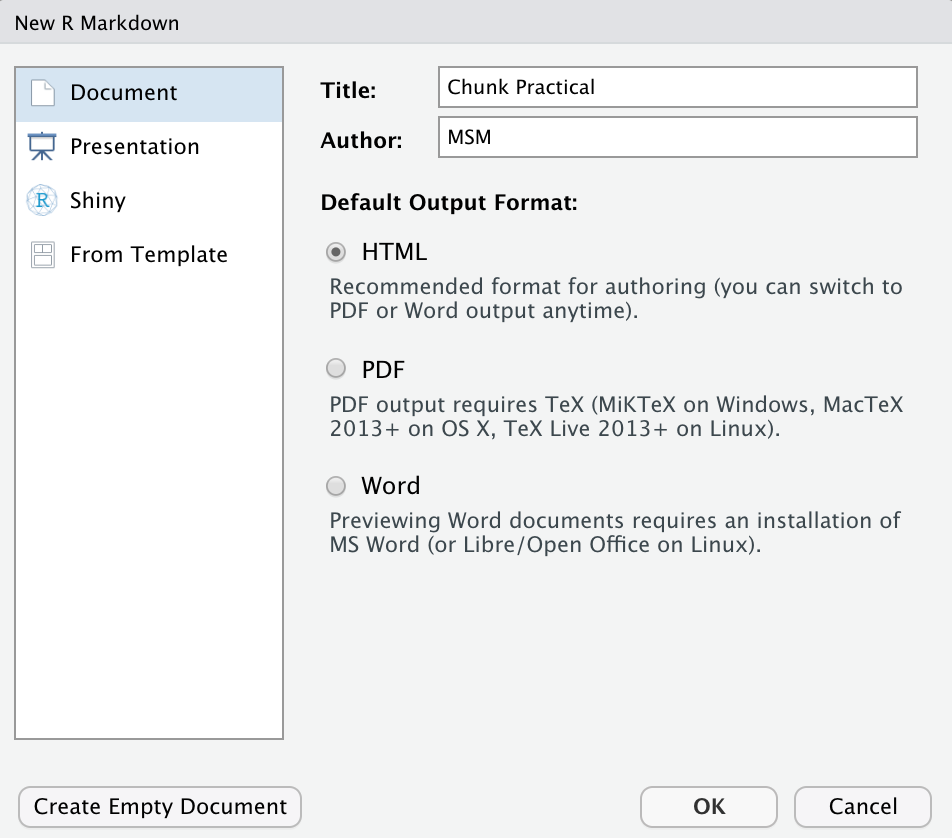 New R Markdown
Document
Presentation
R Shiny
From Template
Title: Chunk Practical
Author: MSM
Default Output Format:
HTML
Recommended format for authoring (you can switch to
PDF or Word output anytime).
PDF
PDF output requires TeX (MiKTeX on Windows, MacTeX
2013+ on OS X, TeX Live 2013+ on Linux).
Word
Previewing Word documents requires an installation of
MS Word (or Libre/Open Office on Linux).
Create Empty Document
OK
Cancel